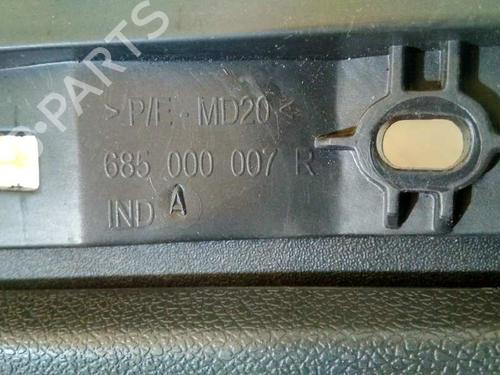 >P/E-MD20<
685 000 007 R
IND A
PARTS